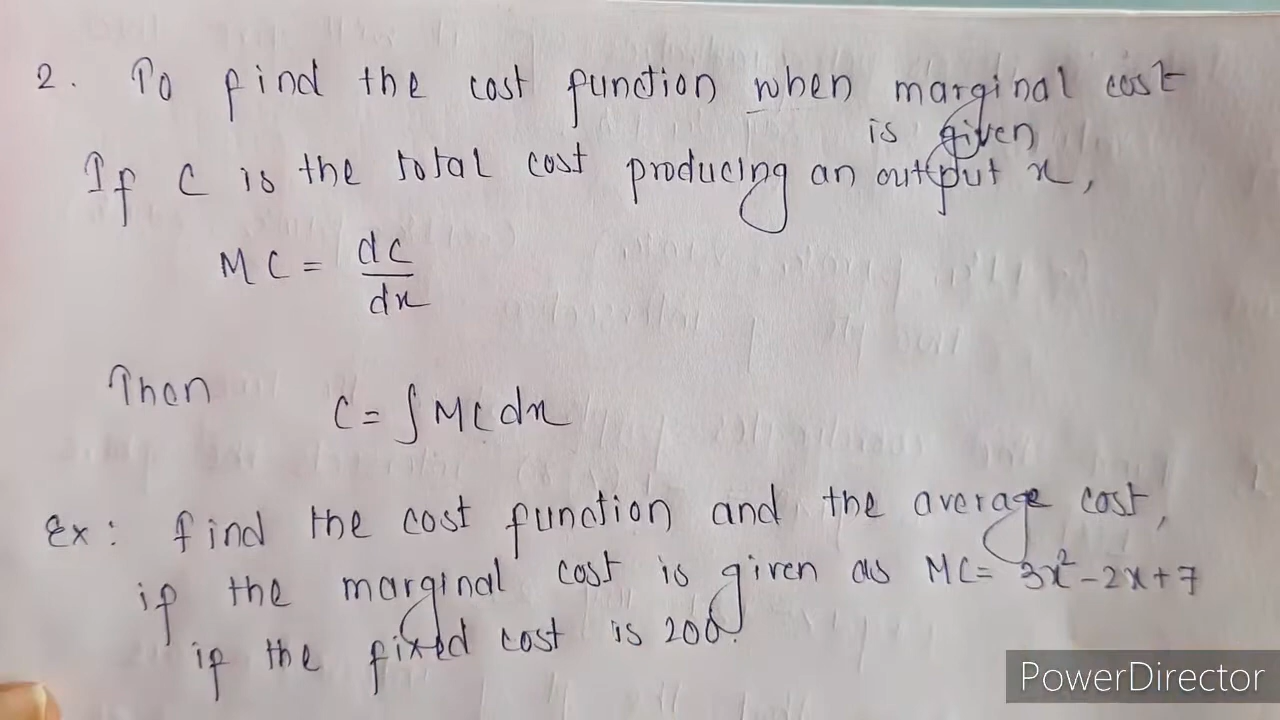 2. To find the cost function when marginal cost
is given
If C is the total cost producing an output x,
MC = dC/dx
Then C = ∫ MC dx
Ex: find the cost function and the average cost,
if the marginal cost is given as MC = 3x² - 2x + 7
if the fixed cost is 200.
PowerDirector